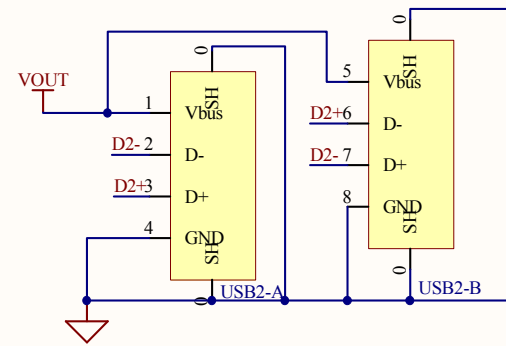 0
0
SH
VOUT
5
Vbus
SH
1
Vbus
D2+
6
D-
D2-
2
D-
D2-
7
D+
D2+
3
D+
8
GND
4
GND
SH
SH
0
0
USB2-A
USB2-B